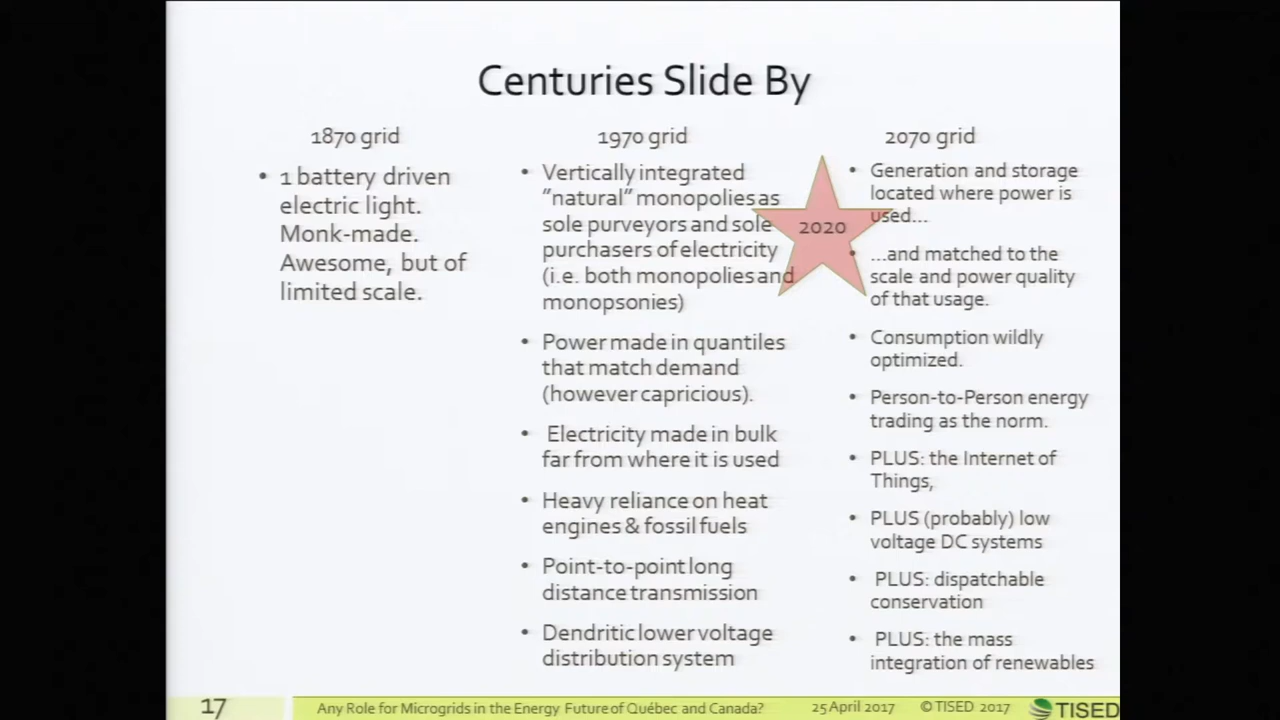 Centuries Slide By
1870 grid
• 1 battery driven
electric light.
Monk-made.
Awesome, but of
limited scale.
1970 grid
• Vertically integrated
"natural" monopolies as
sole purveyors and sole
purchasers of electricity
(i.e. both monopolies and
monopsonies)
• Power made in quantiles
that match demand
(however capricious).
• Electricity made in bulk
far from where it is used
• Heavy reliance on heat
engines & fossil fuels
• Point-to-point long
distance transmission
• Dendritic lower voltage
distribution system
2020
2070 grid
• Generation and storage
located where power is
used...
• ...and matched to the
scale and power quality
of that usage.
• Consumption wildly
optimized.
• Person-to-Person energy
trading as the norm.
• PLUS: the Internet of
Things,
• PLUS (probably) low
voltage DC systems
• PLUS: dispatchable
conservation
• PLUS: the mass
integration of renewables
17
Any Role for Microgrids in the Energy Future of Québec and Canada?
25 April 2017
© TISED 2017
TISED